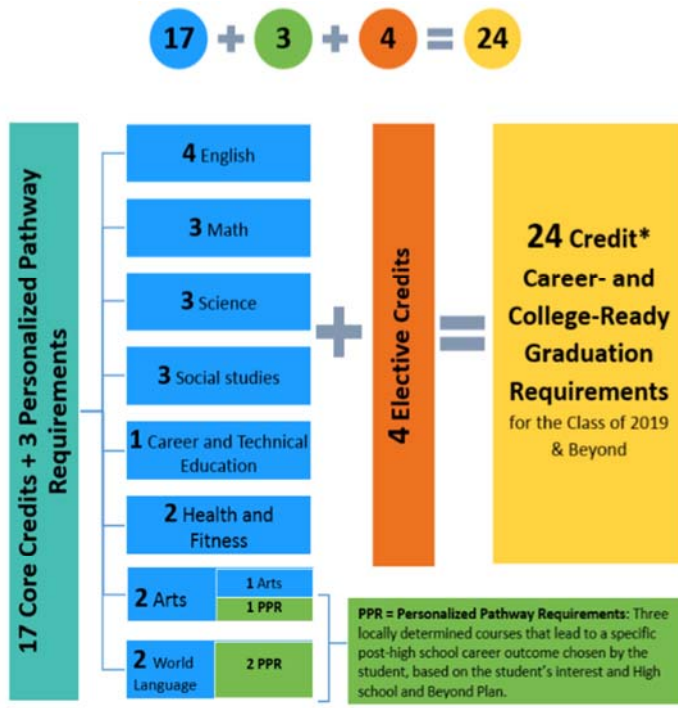 17 + 3 + 4 = 24
17 Core Credits + 3 Personalized Pathway
Requirements
4 English
3 Math
3 Science
3 Social studies
1 Career and Technical
Education
2 Health and
Fitness
2 Arts
1 Arts
1 PPR
2 World
Language
2 PPR
+
4 Elective Credits
=
24 Credit*
Career- and
College-Ready
Graduation
Requirements
for the Class of 2019
& Beyond
PPR = Personalized Pathway Requirements: Three
locally determined courses that lead to a specific
post-high school career outcome chosen by the
student, based on the student's interest and High
school and Beyond Plan.